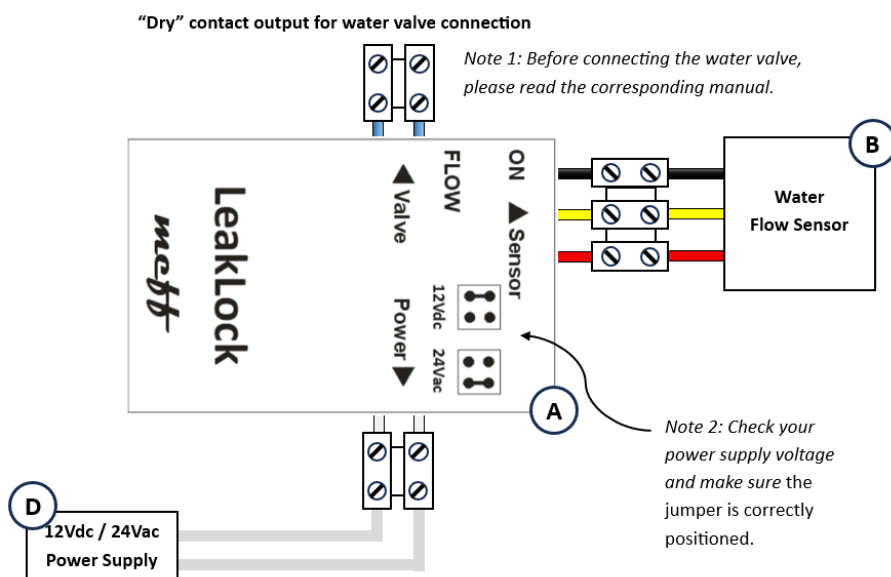 “Dry” contact output for water valve connection
Note 1: Before connecting the water valve,
please read the corresponding manual.
LeakLock
mcff
◀ Valve
Power ▶
FLOW
ON
◀ Sensor
12Vdc
24Vac
A
B
Water
Flow Sensor
Note 2: Check your
power supply voltage
and make sure the
jumper is correctly
positioned.
D
12Vdc / 24Vac
Power Supply